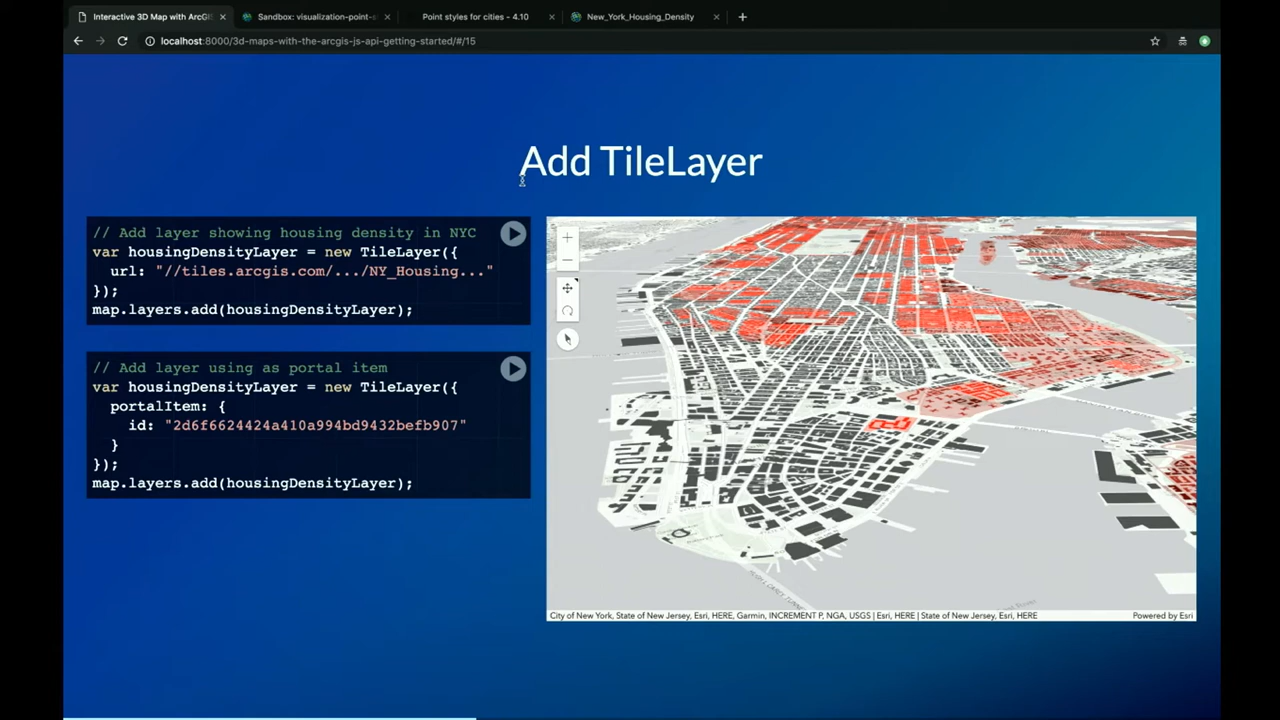 Interactive 3D Map with ArcGI
Sandbox: visualization-point-s
Point styles for cities - 4.10
New_York_Housing_Density
localhost:8000/3d-maps-with-the-arcgis-js-api-getting-started/#/15
Add TileLayer
// Add layer showing housing density in NYC
var housingDensityLayer = new TileLayer({
url: "//tiles.arcgis.com/.../NY_Housing..."
});
map.layers.add(housingDensityLayer);
// Add layer using as portal item
var housingDensityLayer = new TileLayer({
portalItem: {
id: "2d6f6624424a410a994bd9432befb907"
}
});
map.layers.add(housingDensityLayer);
City of New York, State of New Jersey, Esri, HERE, Garmin, INCREMENT P, NGA, USGS | Esri, HERE | State of New Jersey, Esri, HERE
Powered by Esri